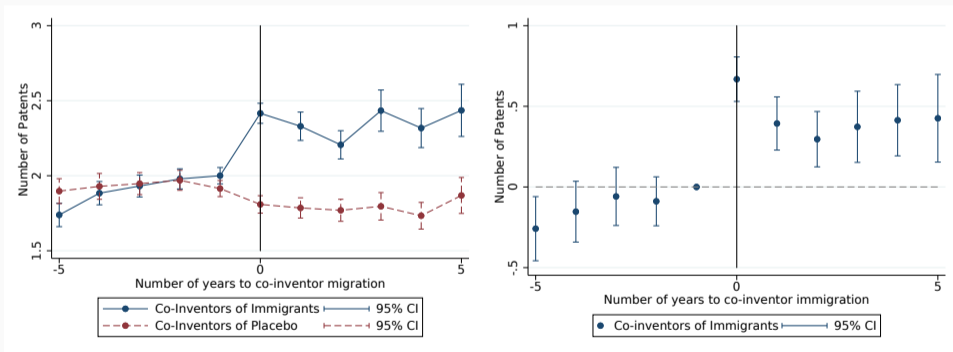 Number of Patents
3
2.5
2
1.5
-5
0
5
Number of years to co-inventor migration
Co-Inventors of Immigrants 95% CI
Co-Inventors of Placebo 95% CI
Number of Patents
1
.5
0
-.5
-5
0
5
Number of years to co-inventor immigration
Co-inventors of Immigrants 95% CI